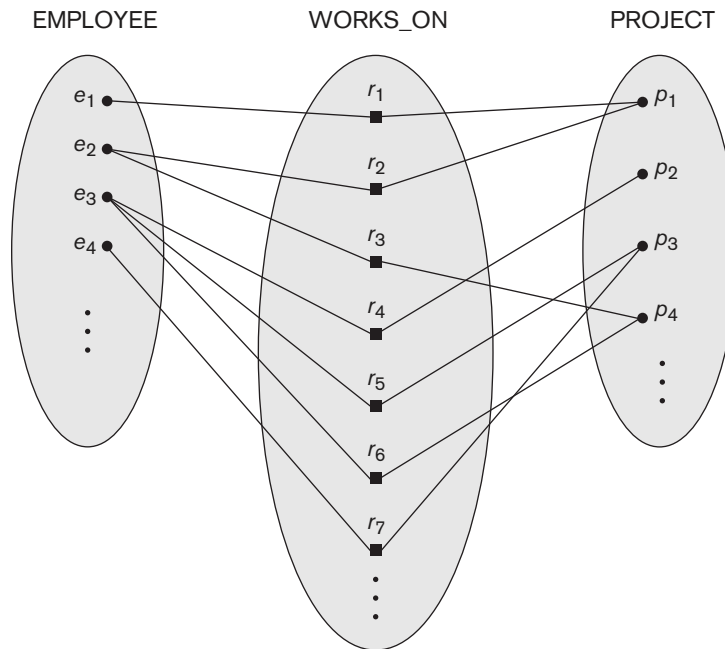 EMPLOYEE WORKS_ON PROJECT
e1
e2
e3
e4
r1
r2
r3
r4
r5
r6
r7
p1
p2
p3
p4